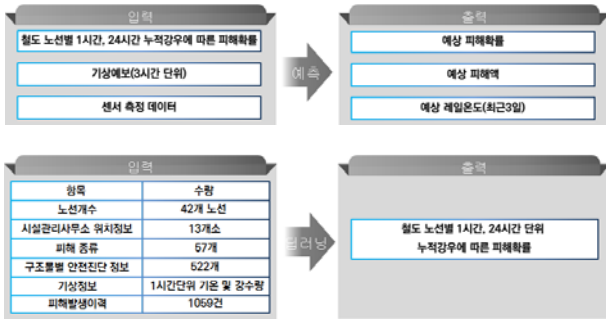 입력
철도 노선별 1시간, 24시간 누적강우에 따른 피해확률
기상예보(3시간 단위)
센서 측정 데이터
예측
출력
예상 피해확률
예상 피해액
예상 레일온도(최근3일)
입력
항목 수량
노선개수 42개 노선
시설관리사무소 위치정보 13개소
피해 종류 57개
구조물별 안전진단 정보 522개
기상정보 1시간단위 기온 및 강수량
피해발생이력 1059건
딥러닝
출력
철도 노선별 1시간, 24시간 단위
누적강우에 따른 피해확률